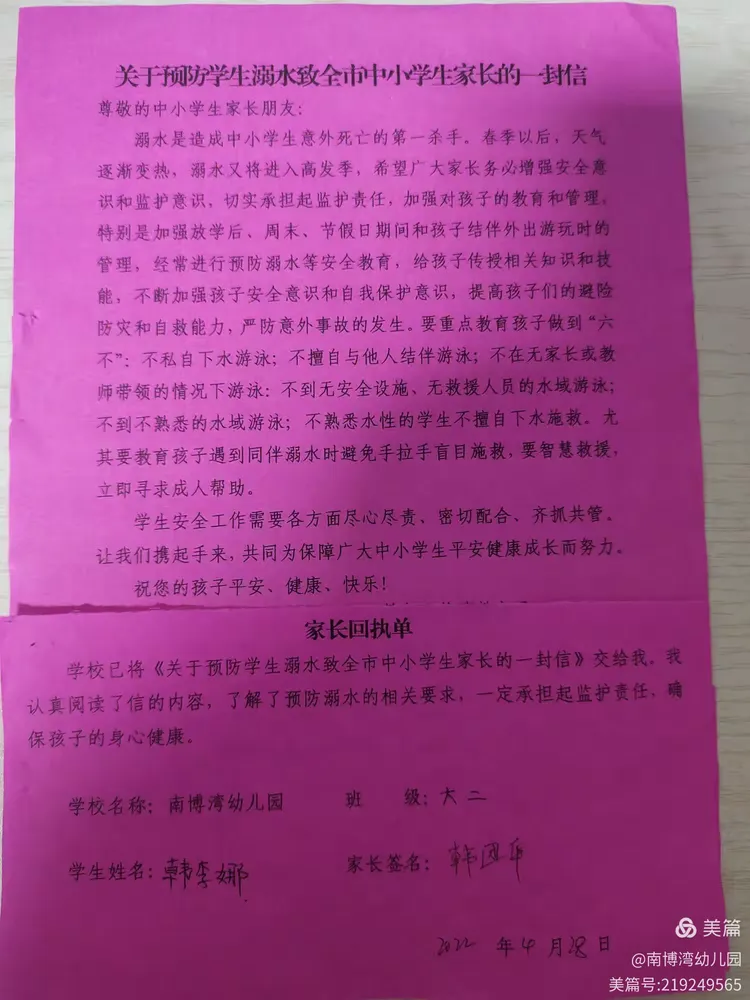 关于预防学生溺水致全市中小学生家长的一封信
尊敬的中小学生家长朋友：
溺水是造成中小学生意外死亡的第一杀手。春季以后，天气
逐渐变热，溺水又将进入高发季，希望广大家长务必增强安全意
识和监护意识，切实承担起监护责任，加强对孩子的教育和管理，
特别是加强放学后、周末、节假日期间和孩子结伴外出游玩时的
管理，经常进行预防溺水等安全教育，给孩子传授相关知识和技
能，不断加强孩子安全意识和自我保护意识，提高孩子们的避险
防灾和自救能力，严防意外事故的发生。要重点教育孩子做到“六
不”：不私自下水游泳；不擅自与他人结伴游泳；不在无家长或教
师带领的情况下游泳：不到无安全设施、无救援人员的水域游泳；
不到不熟悉的水域游泳；不熟悉水性的学生不擅自下水施救。尤
其要教育孩子遇到同伴溺水时避免手拉手盲目施救，要智慧救援，
立即寻求成人帮助。
学生安全工作需要各方面尽心尽责、密切配合、齐抓共管。
让我们携起手来，共同为保障广大中小学生平安健康成长而努力。
祝您的孩子平安、健康、快乐！
家长回执单
学校已将《关于预防学生溺水致全市中小学生家长的一封信》交给我。我
认真阅读了信的内容，了解了预防溺水的相关要求，一定承担起监护责任，确
保孩子的身心健康。
学校名称：南博湾幼儿园 班 级：大二
学生姓名：韩李娜 家长签名：韩
2022 年 4 月 28 日
美篇
@南博湾幼儿园
美篇号:219249565